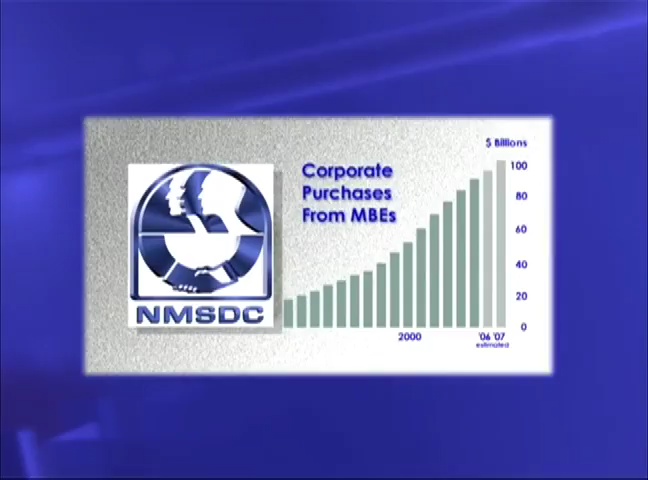 $ Billions
Corporate
Purchases
From MBEs
100
80
60
40
20
0
NMSDC
2000
'06 '07
estimated